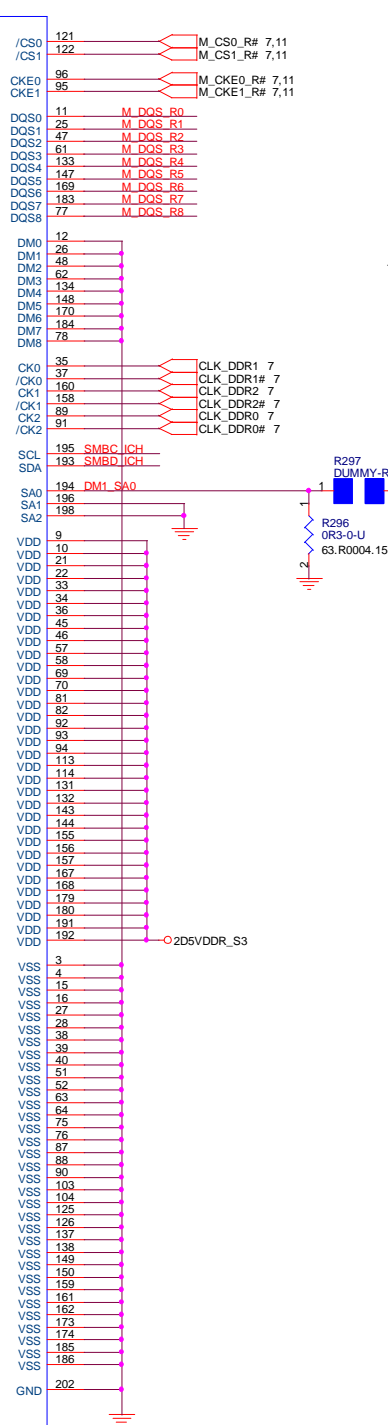 /CS0 121 M_CS0_R# 7,11
/CS1 122 M_CS1_R# 7,11
CKE0 96 M_CKE0_R# 7,11
CKE1 95 M_CKE1_R# 7,11
DQS0 11 M_DQS_R0
DQS1 25 M_DQS_R1
DQS2 47 M_DQS_R2
DQS3 61 M_DQS_R3
DQS4 133 M_DQS_R4
DQS5 147 M_DQS_R5
DQS6 169 M_DQS_R6
DQS7 183 M_DQS_R7
DQS8 77 M_DQS_R8
DM0 12
DM1 26
DM2 48
DM3 62
DM4 134
DM5 148
DM6 170
DM7 184
DM8 78
CK0 35 CLK_DDR1 7
/CK0 37 CLK_DDR1# 7
CK1 160 CLK_DDR2 7
/CK1 158 CLK_DDR2# 7
CK2 89 CLK_DDR0 7
/CK2 91 CLK_DDR0# 7
SCL 195 SMBC_ICH
SDA 193 SMBD_ICH
R297
DUMMY-R
SA0 194 DM1_SA0 1
SA1 196
SA2 198
1
R296
0R3-0-U
63.R0004.15
2
VDD 9
VDD 10
VDD 21
VDD 22
VDD 33
VDD 34
VDD 36
VDD 45
VDD 46
VDD 57
VDD 58
VDD 69
VDD 70
VDD 81
VDD 82
VDD 92
VDD 93
VDD 94
VDD 113
VDD 114
VDD 131
VDD 132
VDD 143
VDD 144
VDD 155
VDD 156
VDD 157
VDD 167
VDD 168
VDD 179
VDD 180
VDD 191
VDD 192 2D5VDDR_S3
VSS 3
VSS 4
VSS 15
VSS 16
VSS 27
VSS 28
VSS 38
VSS 39
VSS 40
VSS 51
VSS 52
VSS 63
VSS 64
VSS 75
VSS 76
VSS 87
VSS 88
VSS 90
VSS 103
VSS 104
VSS 125
VSS 126
VSS 137
VSS 138
VSS 149
VSS 150
VSS 159
VSS 161
VSS 162
VSS 173
VSS 174
VSS 185
VSS 186
GND 202